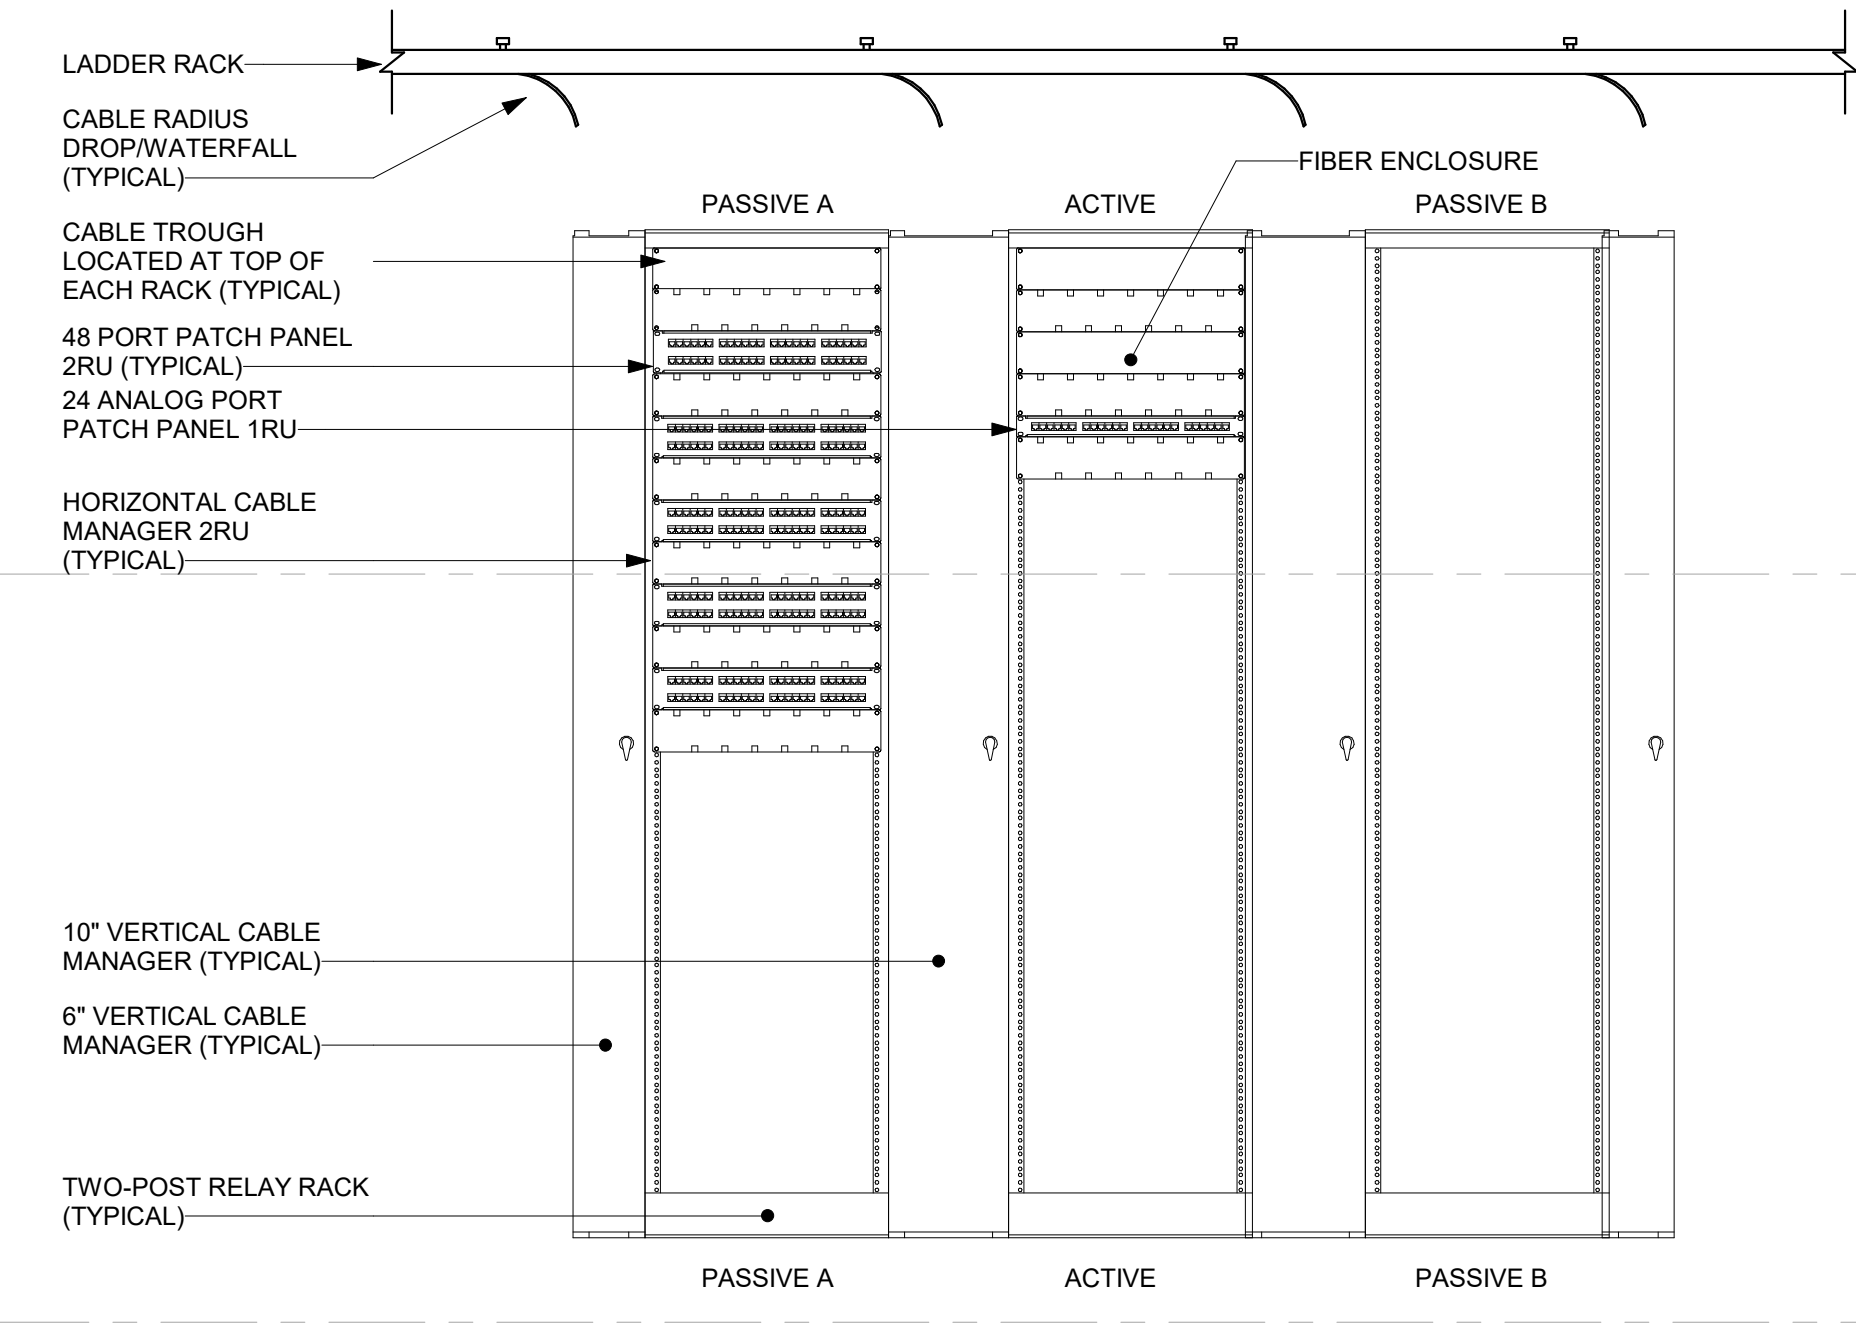 LADDER RACK
CABLE RADIUS
DROP/WATERFALL
(TYPICAL)
FIBER ENCLOSURE
PASSIVE A
ACTIVE
PASSIVE B
CABLE TROUGH
LOCATED AT TOP OF
EACH RACK (TYPICAL)
48 PORT PATCH PANEL
2RU (TYPICAL)
24 ANALOG PORT
PATCH PANEL 1RU
HORIZONTAL CABLE
MANAGER 2RU
(TYPICAL)
10" VERTICAL CABLE
MANAGER (TYPICAL)
6" VERTICAL CABLE
MANAGER (TYPICAL)
TWO-POST RELAY RACK
(TYPICAL)
PASSIVE A
ACTIVE
PASSIVE B